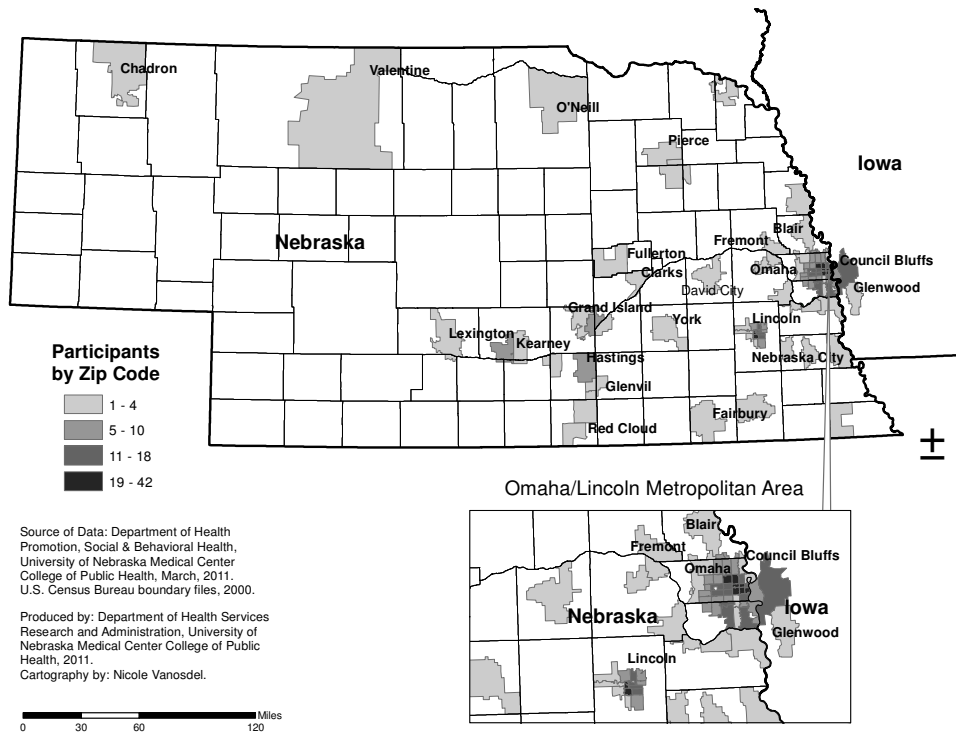 Chadron
Valentine
O'Neill
Pierce
Iowa
Nebraska
Blair
Fremont
Fullerton
Council Bluffs
Omaha
Clarks
Glenwood
David City
Grand Island
Lincoln
York
Lexington
Kearney
Nebraska City
Hastings
Glenvil
Fairbury
Red Cloud
Participants
by Zip Code
1 - 4
5 - 10
11 - 18
19 - 42
±
Omaha/Lincoln Metropolitan Area
Blair
Fremont
Council Bluffs
Omaha
Iowa
Nebraska
Glenwood
Lincoln
Source of Data: Department of Health
Promotion, Social & Behavioral Health,
University of Nebraska Medical Center
College of Public Health, March, 2011.
U.S. Census Bureau boundary files, 2000.
Produced by: Department of Health Services
Research and Administration, University of
Nebraska Medical Center College of Public
Health, 2011.
Cartography by: Nicole Vanosdel.
Miles
0 30 60 120